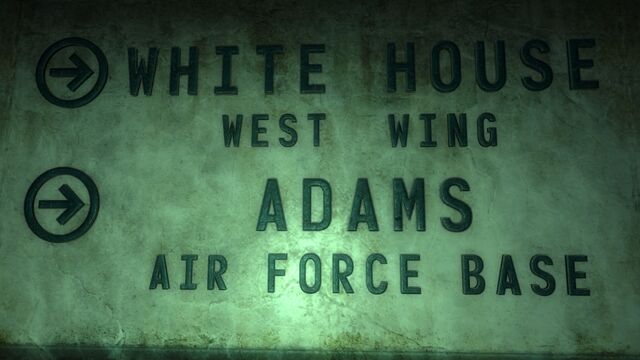 WHITE HOUSE
WEST WING
ADAMS
AIR FORCE BASE